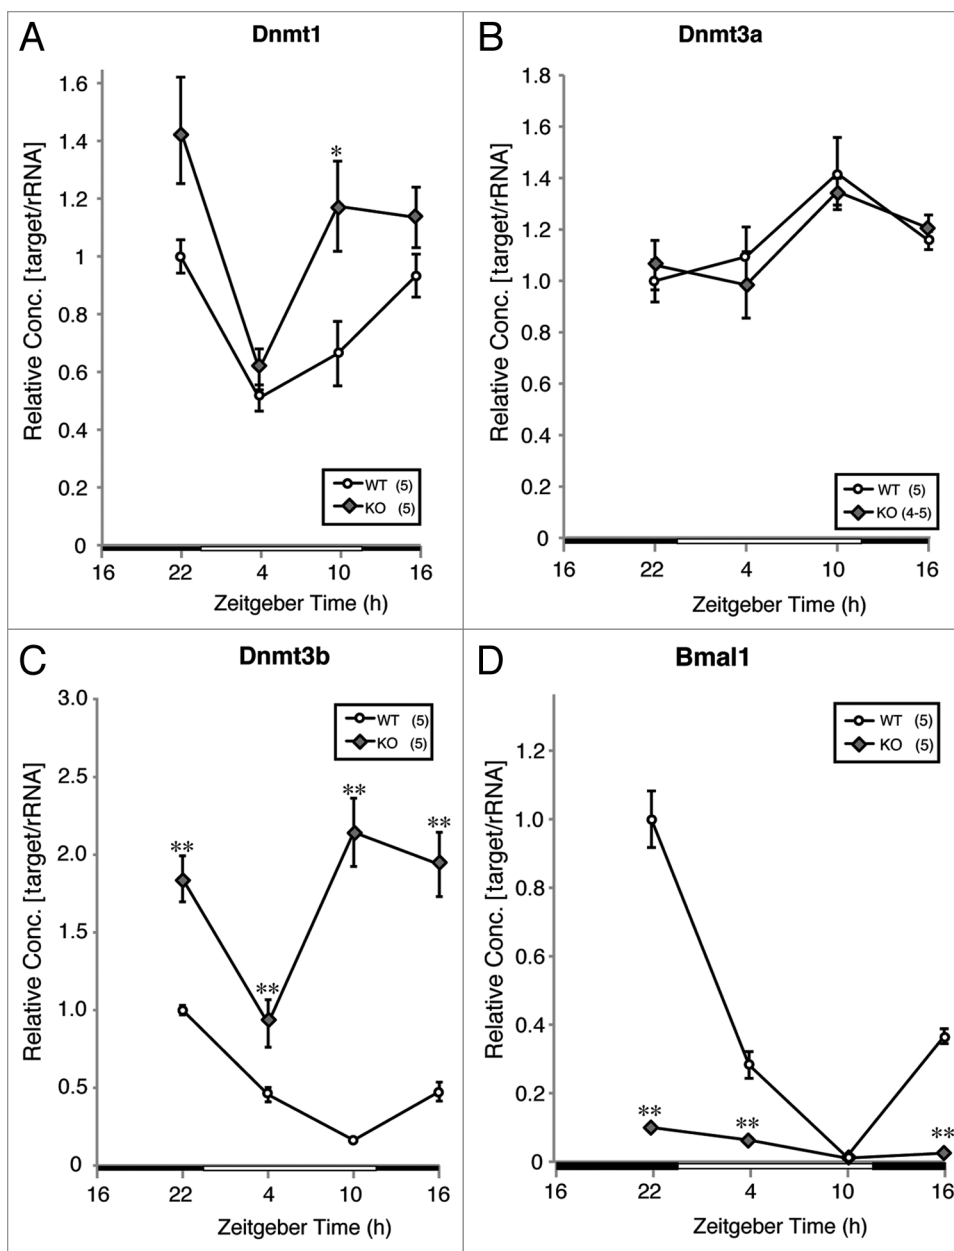 A
Dnmt1
Relative Conc. [target/rRNA]
1.6
1.4
1.2
1
0.8
0.6
0.4
0.2
0
*
WT (5)
KO (5)
16 22 4 10 16
Zeitgeber Time (h)
B
Dnmt3a
Relative Conc. [target/rRNA]
1.8
1.6
1.4
1.2
1.0
0.8
0.6
0.4
0.2
0
WT (5)
KO (4-5)
16 22 4 10 16
Zeitgeber Time (h)
C
Dnmt3b
Relative Conc. [target/rRNA]
3.0
2.5
2.0
1.5
1.0
0.5
0
WT (5)
KO (5)
** ** ** **
16 22 4 10 16
Zeitgeber Time (h)
D
Bmal1
Relative Conc. [target/rRNA]
1.2
1.0
0.8
0.6
0.4
0.2
0
WT (5)
KO (5)
** ** **
16 22 4 10 16
Zeitgeber Time (h)